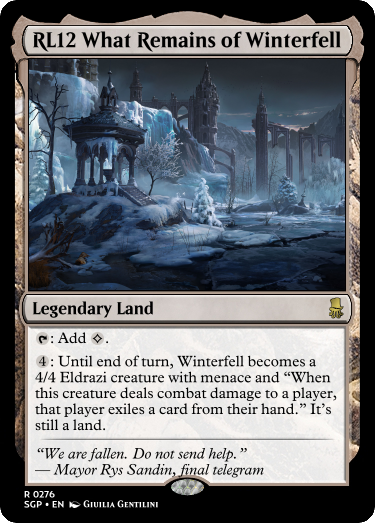 RL12 What Remains of Winterfell
Legendary Land
: Add .
4: Until end of turn, Winterfell becomes a
4/4 Eldrazi creature with menace and “When
this creature deals combat damage to a player,
that player exiles a card from their hand.” It’s
still a land.
“We are fallen. Do not send help.”
— Mayor Rys Sandin, final telegram
R 0276
SGP • EN Giulia Gentilini